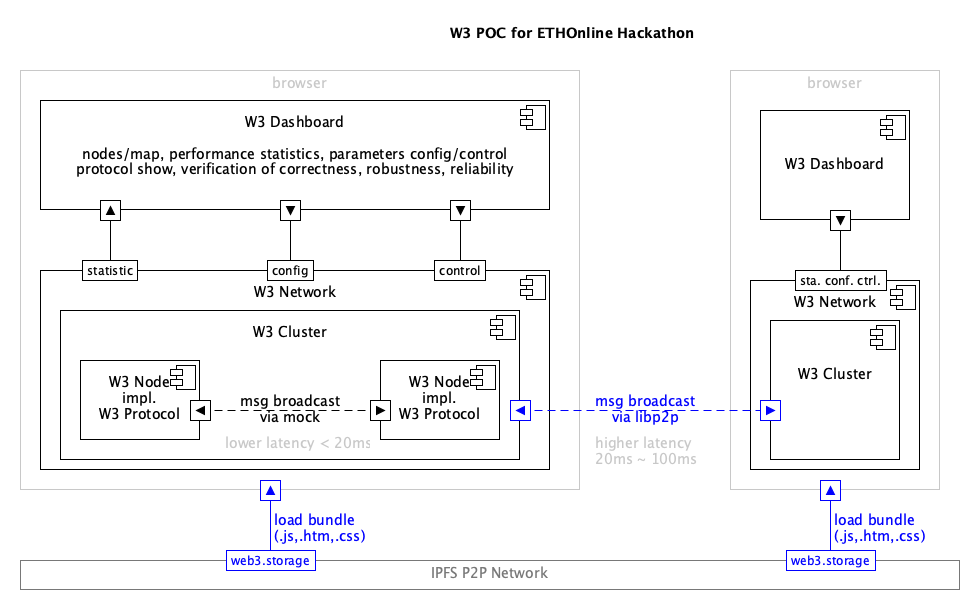 W3 POC for ETHOnline Hackathon
browser
W3 Dashboard
nodes/map, performance statistics, parameters config/control
protocol show, verification of correctness, robustness, reliability
statistic
config
control
W3 Network
W3 Cluster
W3 Node
impl.
W3 Protocol
msg broadcast
via mock
lower latency < 20ms
W3 Node
impl.
W3 Protocol
msg broadcast
via libp2p
higher latency
20ms ~ 100ms
browser
W3 Dashboard
sta. conf. ctrl.
W3 Network
W3 Cluster
load bundle
(.js,.htm,.css)
web3.storage
load bundle
(.js,.htm,.css)
web3.storage
IPFS P2P Network